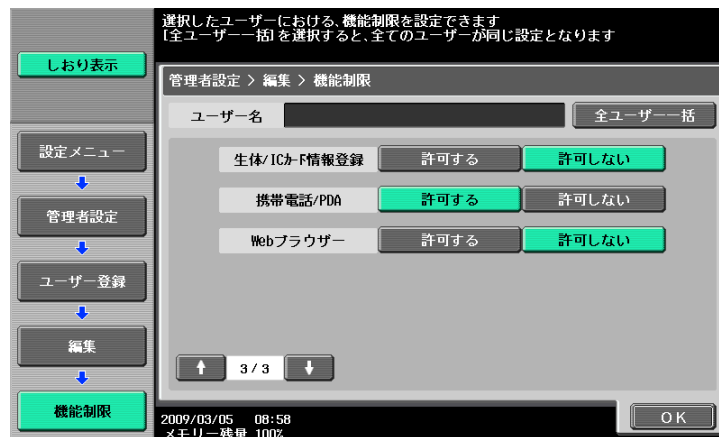 選択したユーザーにおける、機能制限を設定できます
[全ユーザー一括]を選択すると、全てのユーザーが同じ設定となります
しおり表示
管理者設定 > 編集 > 機能制限
ユーザー名
全ユーザー一括
設定メニュー
管理者設定
ユーザー登録
編集
機能制限
生体/ICカード情報登録 許可する 許可しない
携帯電話/PDA 許可する 許可しない
Webブラウザー 許可する 許可しない
3/3
2009/03/05 08:58
メモリー残量 100%
OK